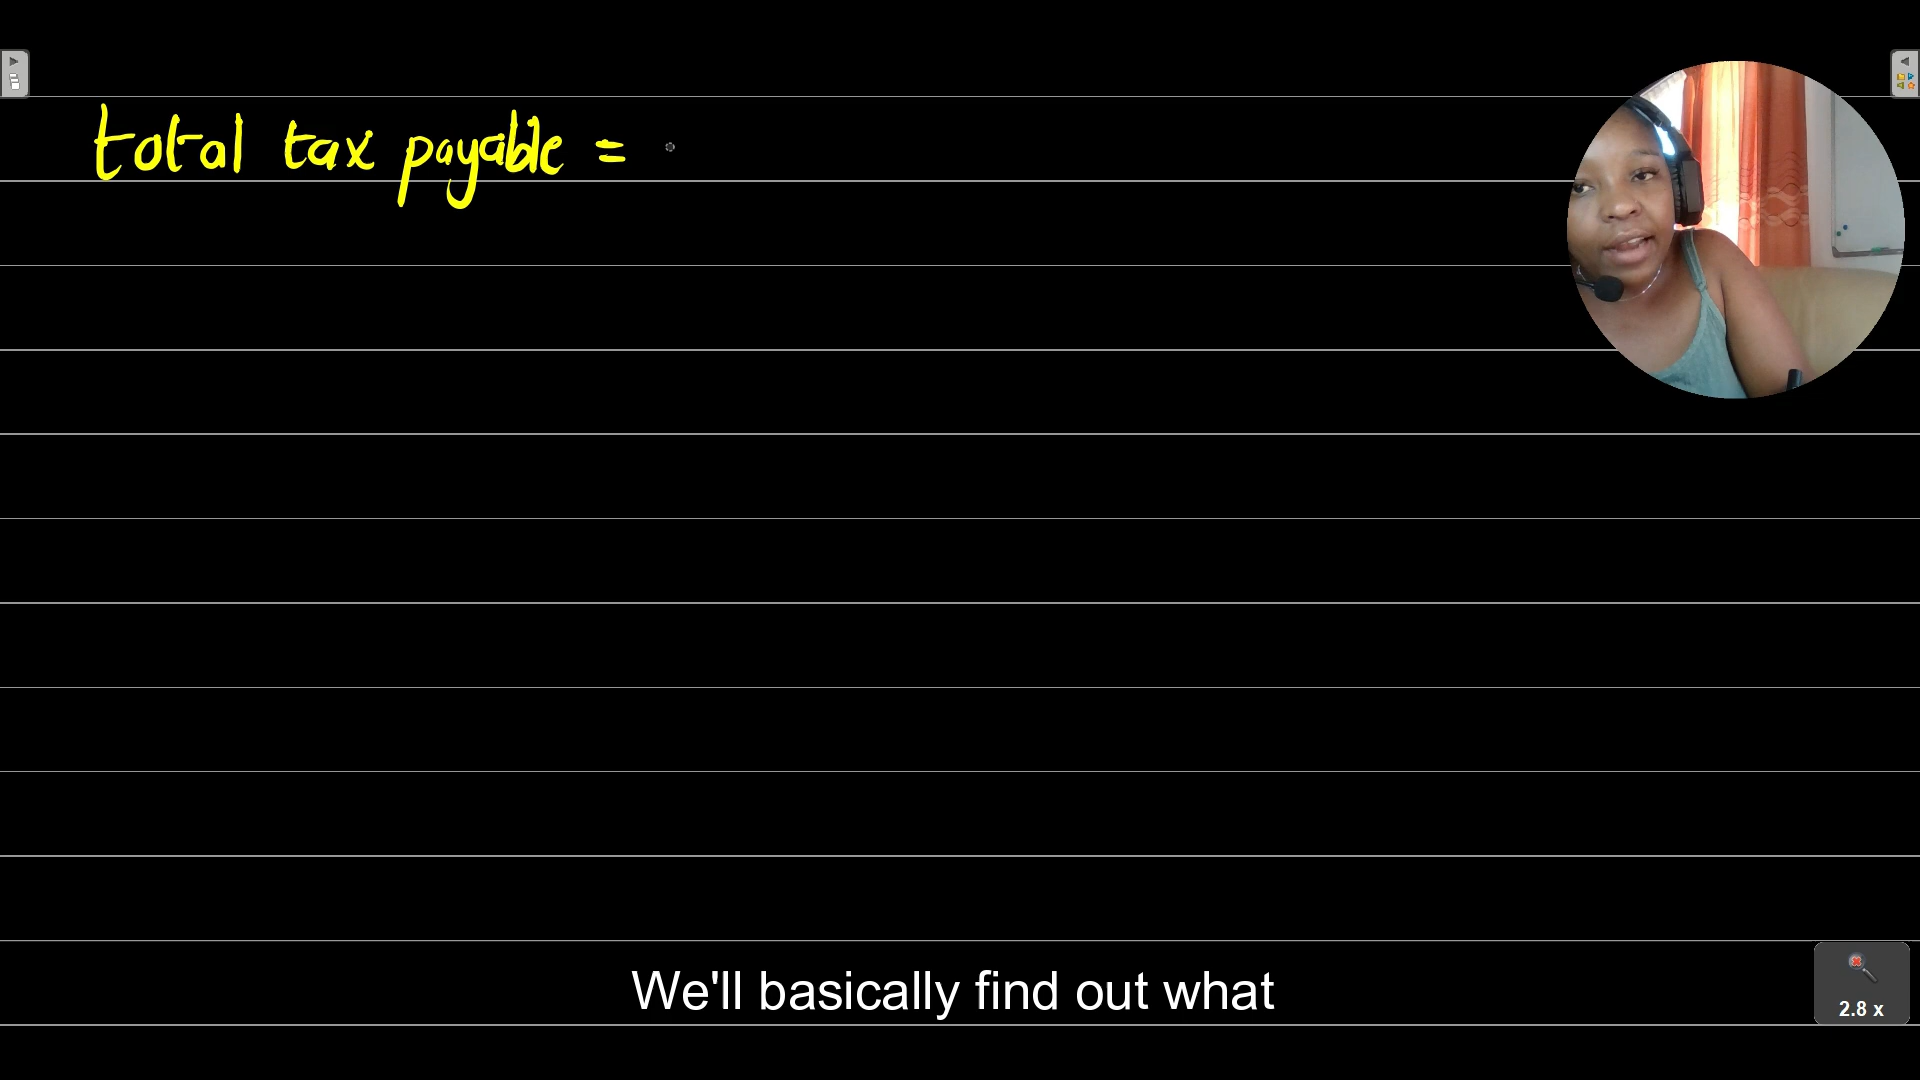 total tax payable =
We'll basically find out what
2.8 x